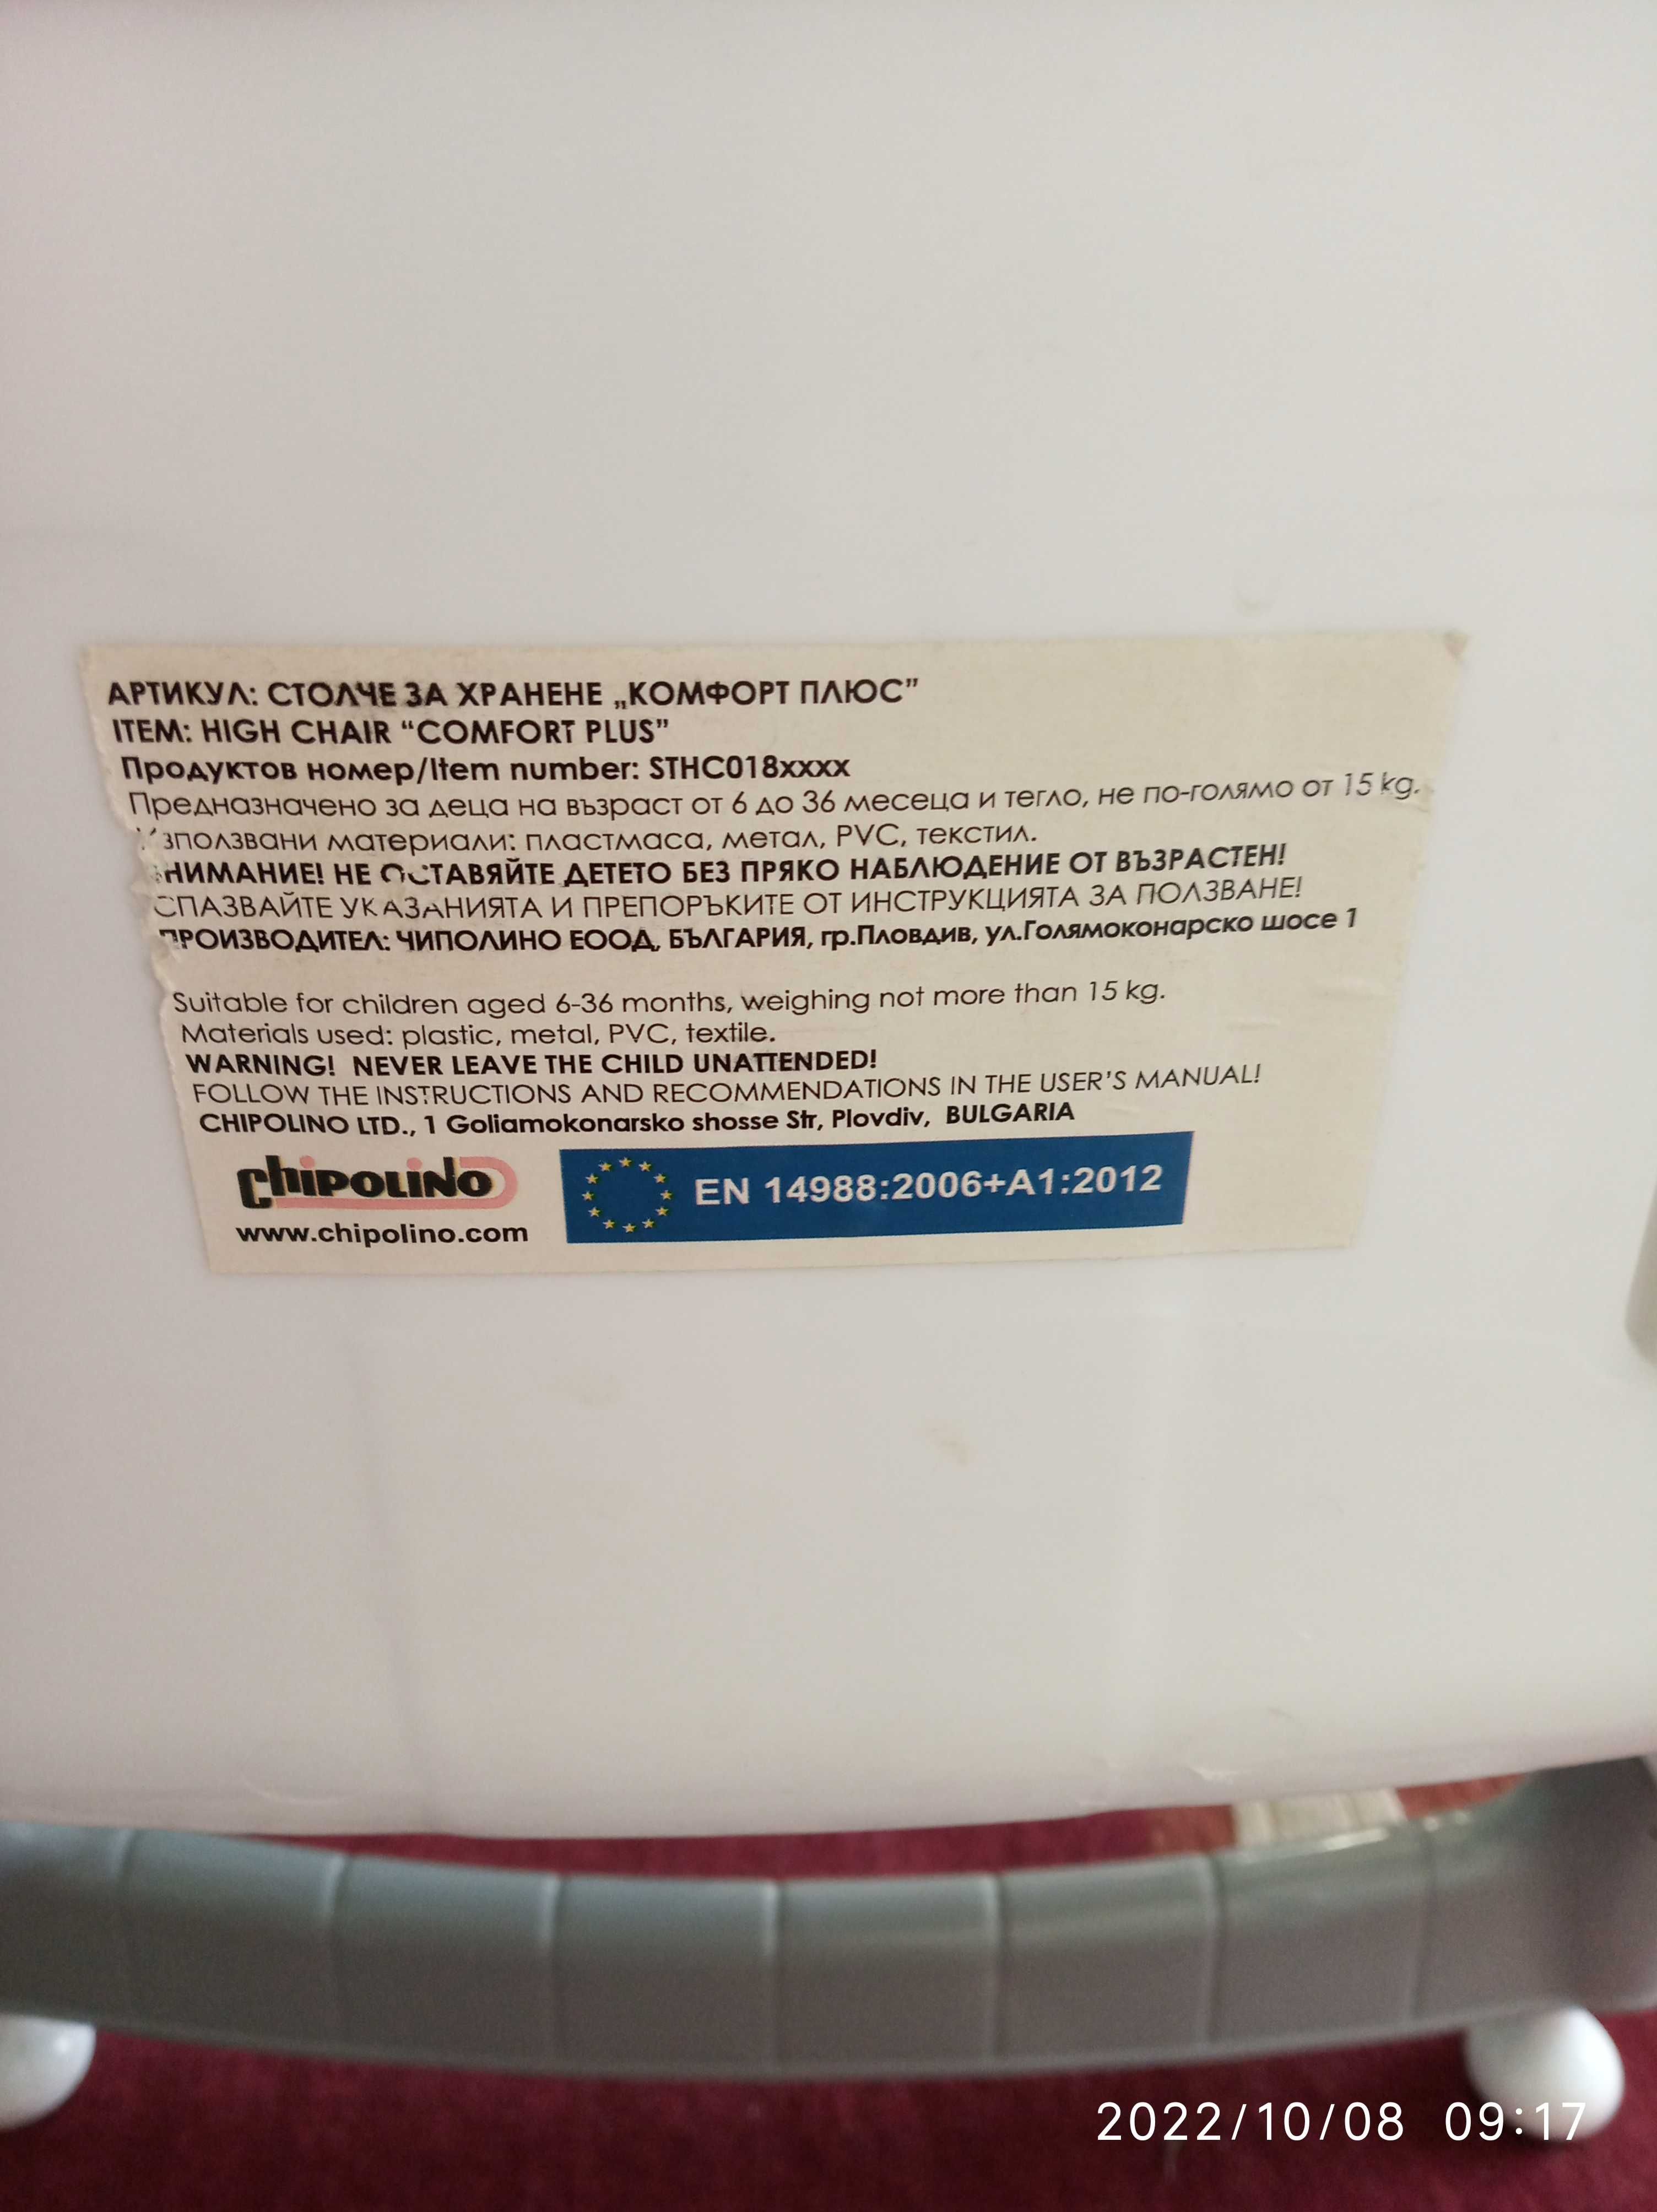 АРТИКУЛ: СТОЛЧЕ ЗА ХРАНЕНЕ „КОМФОРТ ПЛЮС”
ITEM: HIGH CHAIR “COMFORT PLUS”
Продуктов номер/Item number: STHC018xxxx
Предназначено за деца на възраст от 6 до 36 месеца и тегло, не по-голямо от 15 kg.
Използвани материали: пластмаса, метал, PVC, текстил.
ВНИМАНИЕ! НЕ ОСТАВЯЙТЕ ДЕТЕТО БЕЗ ПРЯКО НАБЛЮДЕНИЕ ОТ ВЪЗРАСТЕН!
СПАЗВАЙТЕ УКАЗАНИЯТА И ПРЕПОРЪКИТЕ ОТ ИНСТРУКЦИЯТА ЗА ПОЛЗВАНЕ!
ПРОИЗВОДИТЕЛ: ЧИПОЛИНО ЕООД, БЪЛГАРИЯ, гр.Пловдив, ул.Голямоконарско шосе 1
Suitable for children aged 6-36 months, weighing not more than 15 kg.
Materials used: plastic, metal, PVC, textile.
WARNING! NEVER LEAVE THE CHILD UNATTENDED!
FOLLOW THE INSTRUCTIONS AND RECOMMENDATIONS IN THE USER'S MANUAL!
CHIPOLINO LTD., 1 Goliamokonarsko shosse Str, Plovdiv, BULGARIA
chipolino
EN 14988:2006+A1:2012
www.chipolino.com
2022/10/08 09:17